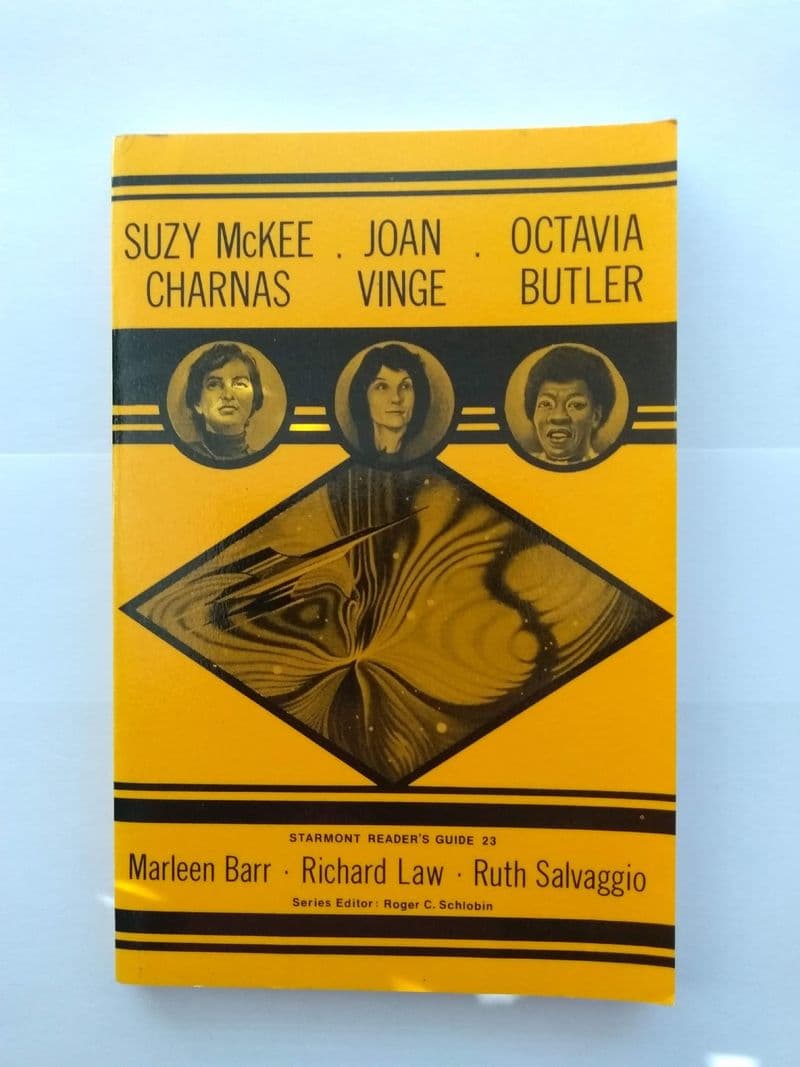 SUZY McKEE . JOAN . OCTAVIA
CHARNAS VINGE BUTLER
STARMONT READER'S GUIDE 23
Marleen Barr · Richard Law · Ruth Salvaggio
Series Editor: Roger C. Schlobin